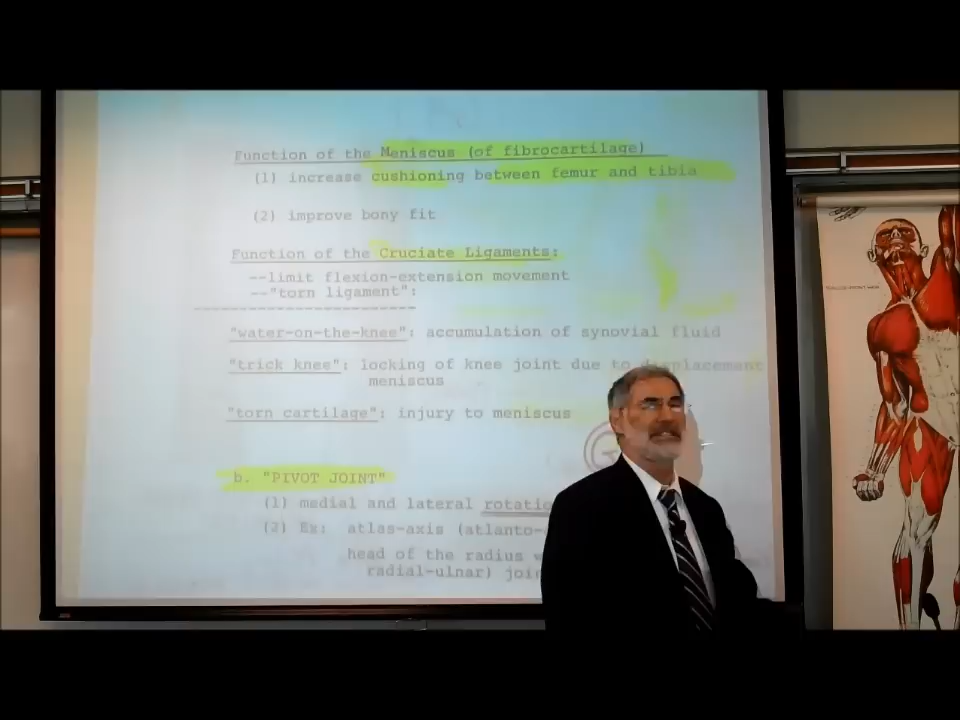 Function of the Meniscus (of fibrocartilage)
(1) increase cushioning between femur and tibia
(2) improve bony fit
Function of the Cruciate Ligaments:
--limit flexion-extension movement
--"torn ligament":
"water-on-the-knee": accumulation of synovial fluid
"trick knee": locking of knee joint due to displacement
meniscus
"torn cartilage": injury to meniscus
b. "PIVOT JOINT"
(1) medial and lateral rotatio
(2) Ex: atlas-axis (atlanto-
head of the radius w
radial-ulnar) join